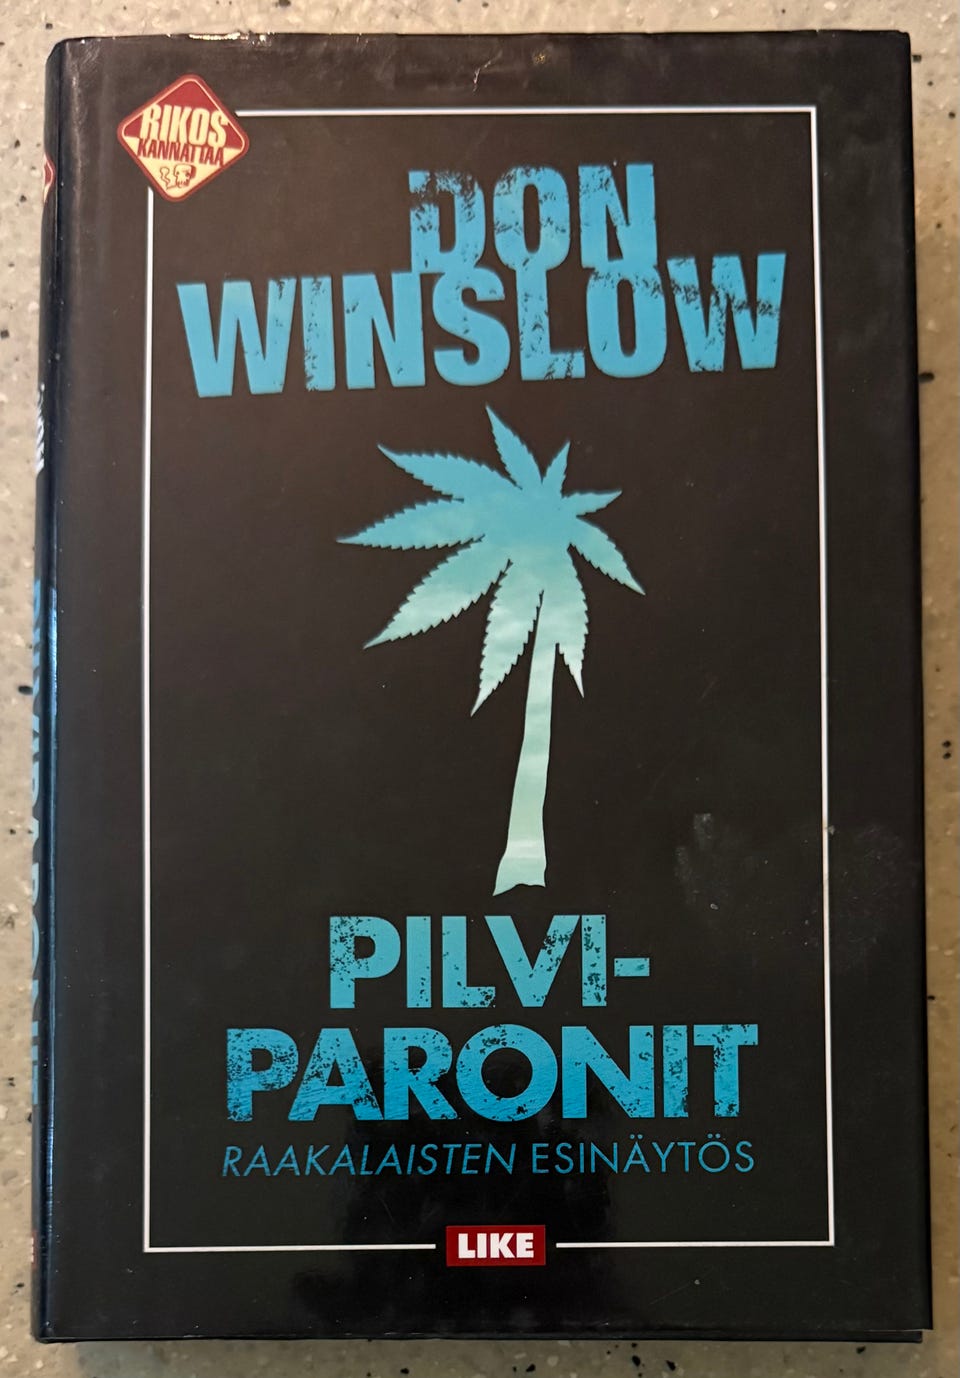 RIKOS
KANNATTAA
DON
WINSLOW
PILVI-
PARONIT
RAAKALAISTEN ESINÄYTÖS
LIKE